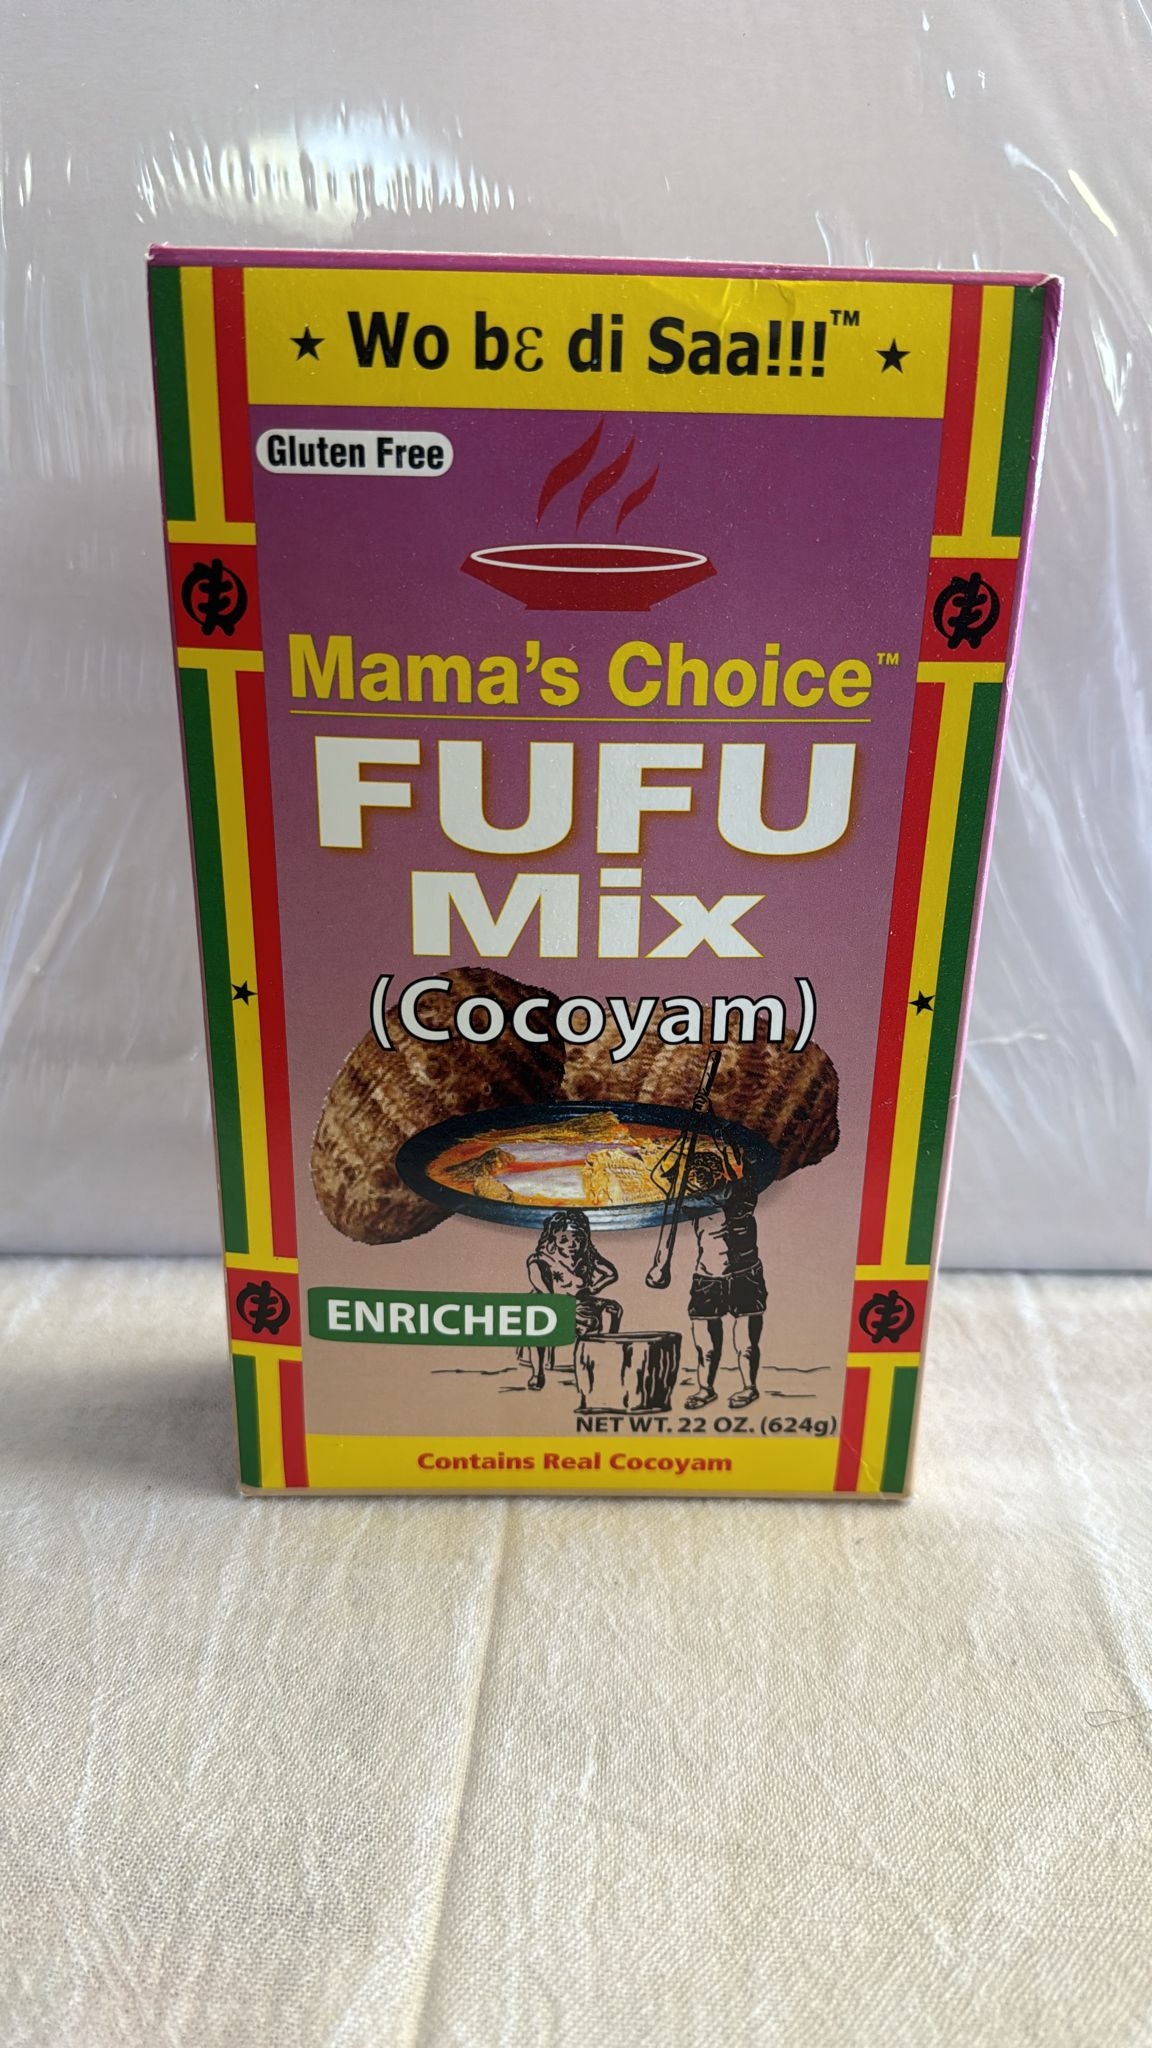 Wo bɛ di Saa!!!™
Gluten Free
Mama's Choice™
FUFU
Mix
(Cocoyam)
ENRICHED
NET WT. 22 OZ. (624g)
Contains Real Cocoyam